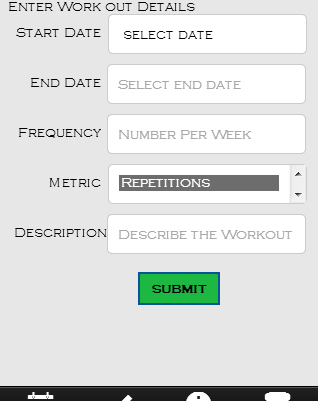 Enter Work out Details
Start Date select date
End Date Select end date
Frequency Number Per Week
Metric Repetitions
Description Describe the Workout
SUBMIT